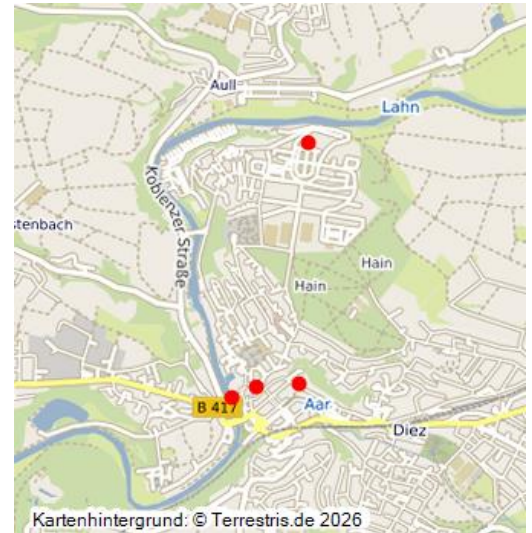 Aull
Lahn
Koblenzer Straße
stenbach
Hain
Hain
B 417
Aar
Diez
Kartenhintergrund: © Terrestris.de 2026